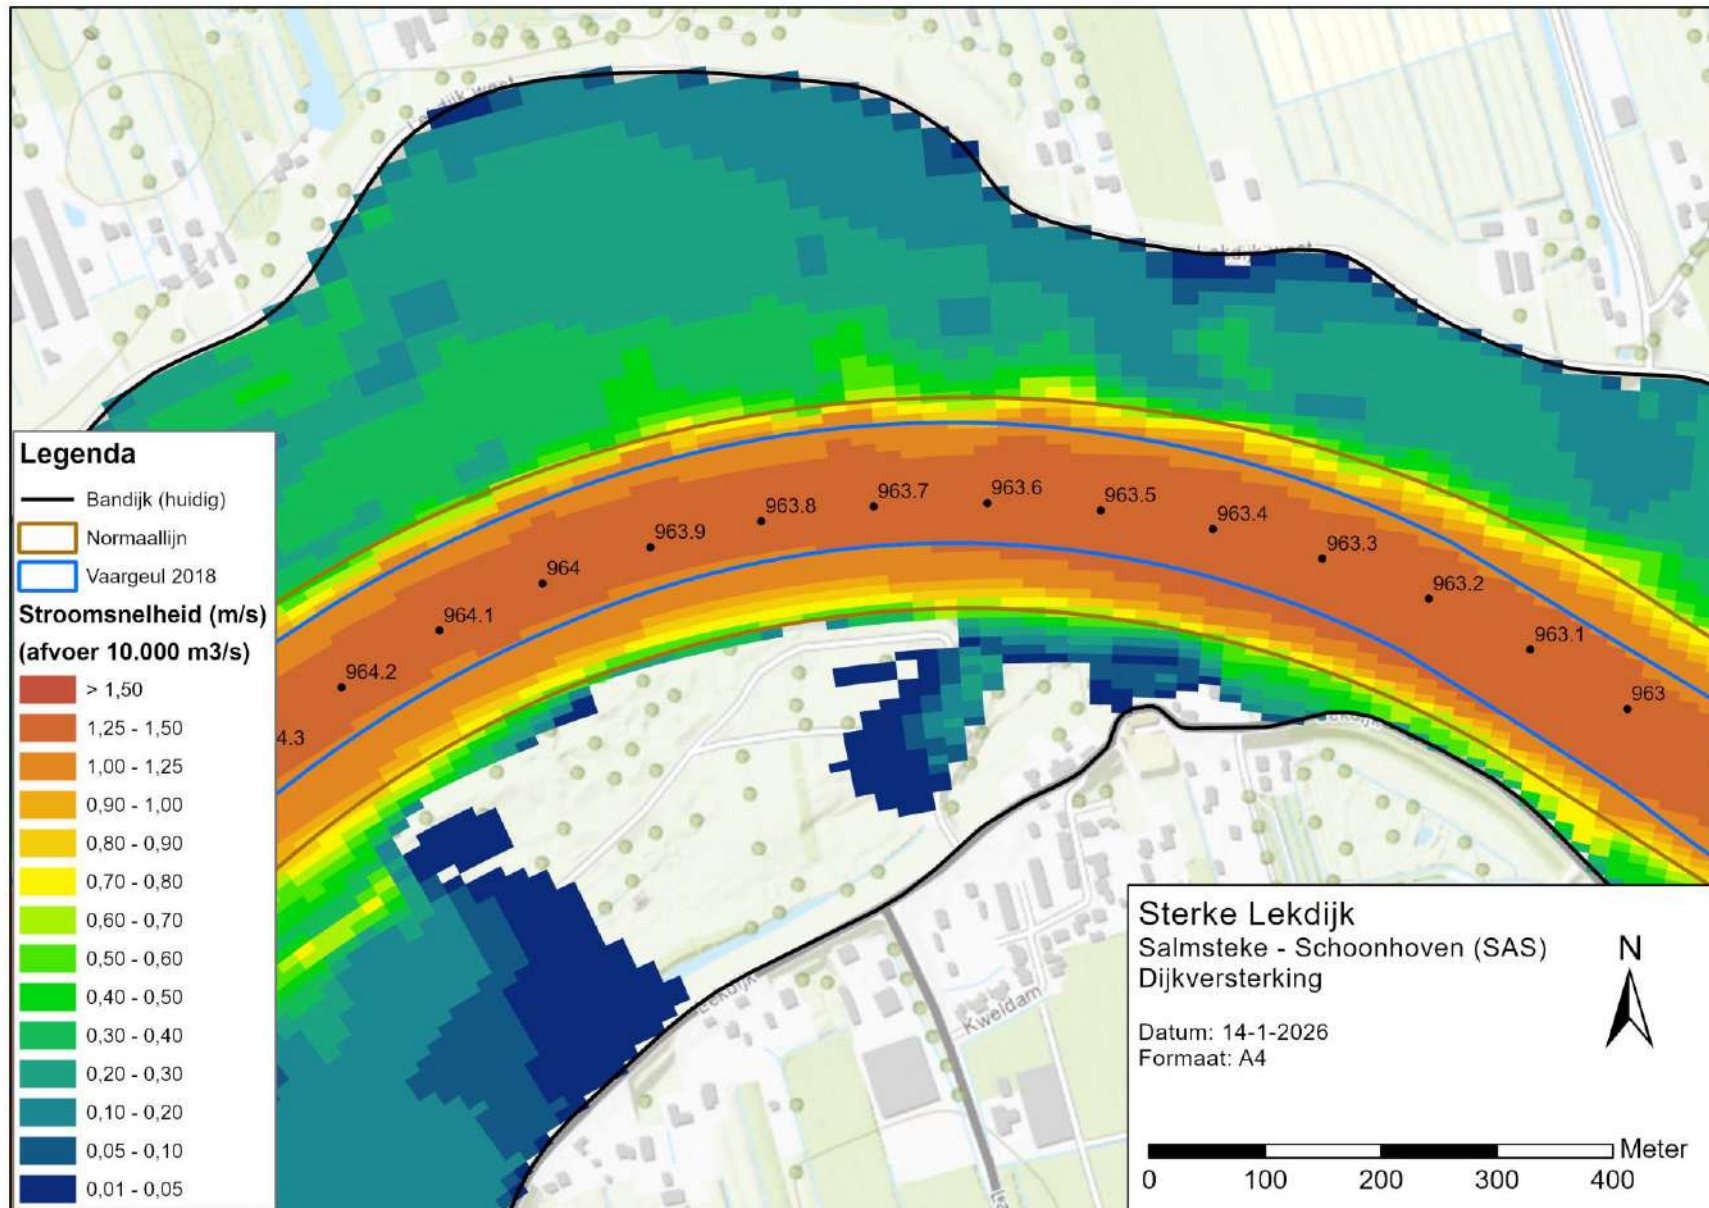 Lekdijk west
Lekdijk west
963.8
963.7
963.6
963.5
963.4
963.9
963.3
964
963.2
964.1
963.1
964.2
963
4.3
Lekdijk
Lekdijk
Kweldam
Legenda
Bandijk (huidig)
Normaallijn
Vaargeul 2018
Stroomsnelheid (m/s)
(afvoer 10.000 m3/s)
> 1,50
1,25 - 1,50
1,00 - 1,25
0,90 - 1,00
0,80 - 0,90
0,70 - 0,80
0,60 - 0,70
0,50 - 0,60
0,40 - 0,50
0,30 - 0,40
0,20 - 0,30
0,10 - 0,20
0,05 - 0,10
0,01 - 0,05
Sterke Lekdijk
Salmsteke - Schoonhoven (SAS)
Dijkversterking
N
Datum: 14-1-2026
Formaat: A4
Meter
0 100 200 300 400